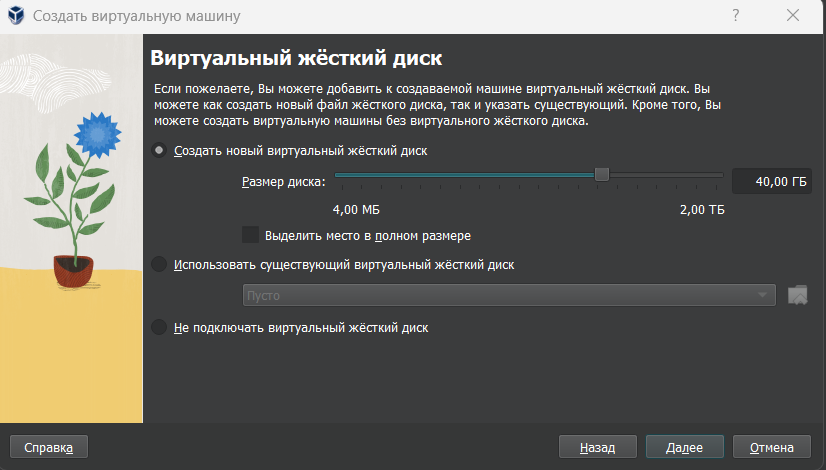 Создать виртуальную машину
?
Виртуальный жёсткий диск
Если пожелаете, Вы можете добавить к создаваемой машине виртуальный жёсткий диск. Вы
можете как создать новый файл жёсткого диска, так и указать существующий. Кроме того, Вы
можете создать виртуальную машины без виртуального жёсткого диска.
Создать новый виртуальный жёсткий диск
Размер диска:
40,00 ГБ
4,00 МБ
2,00 ТБ
Выделить место в полном размере
Использовать существующий виртуальный жёсткий диск
Пусто
Не подключать виртуальный жёсткий диск
Справка
Назад
Далее
Отмена